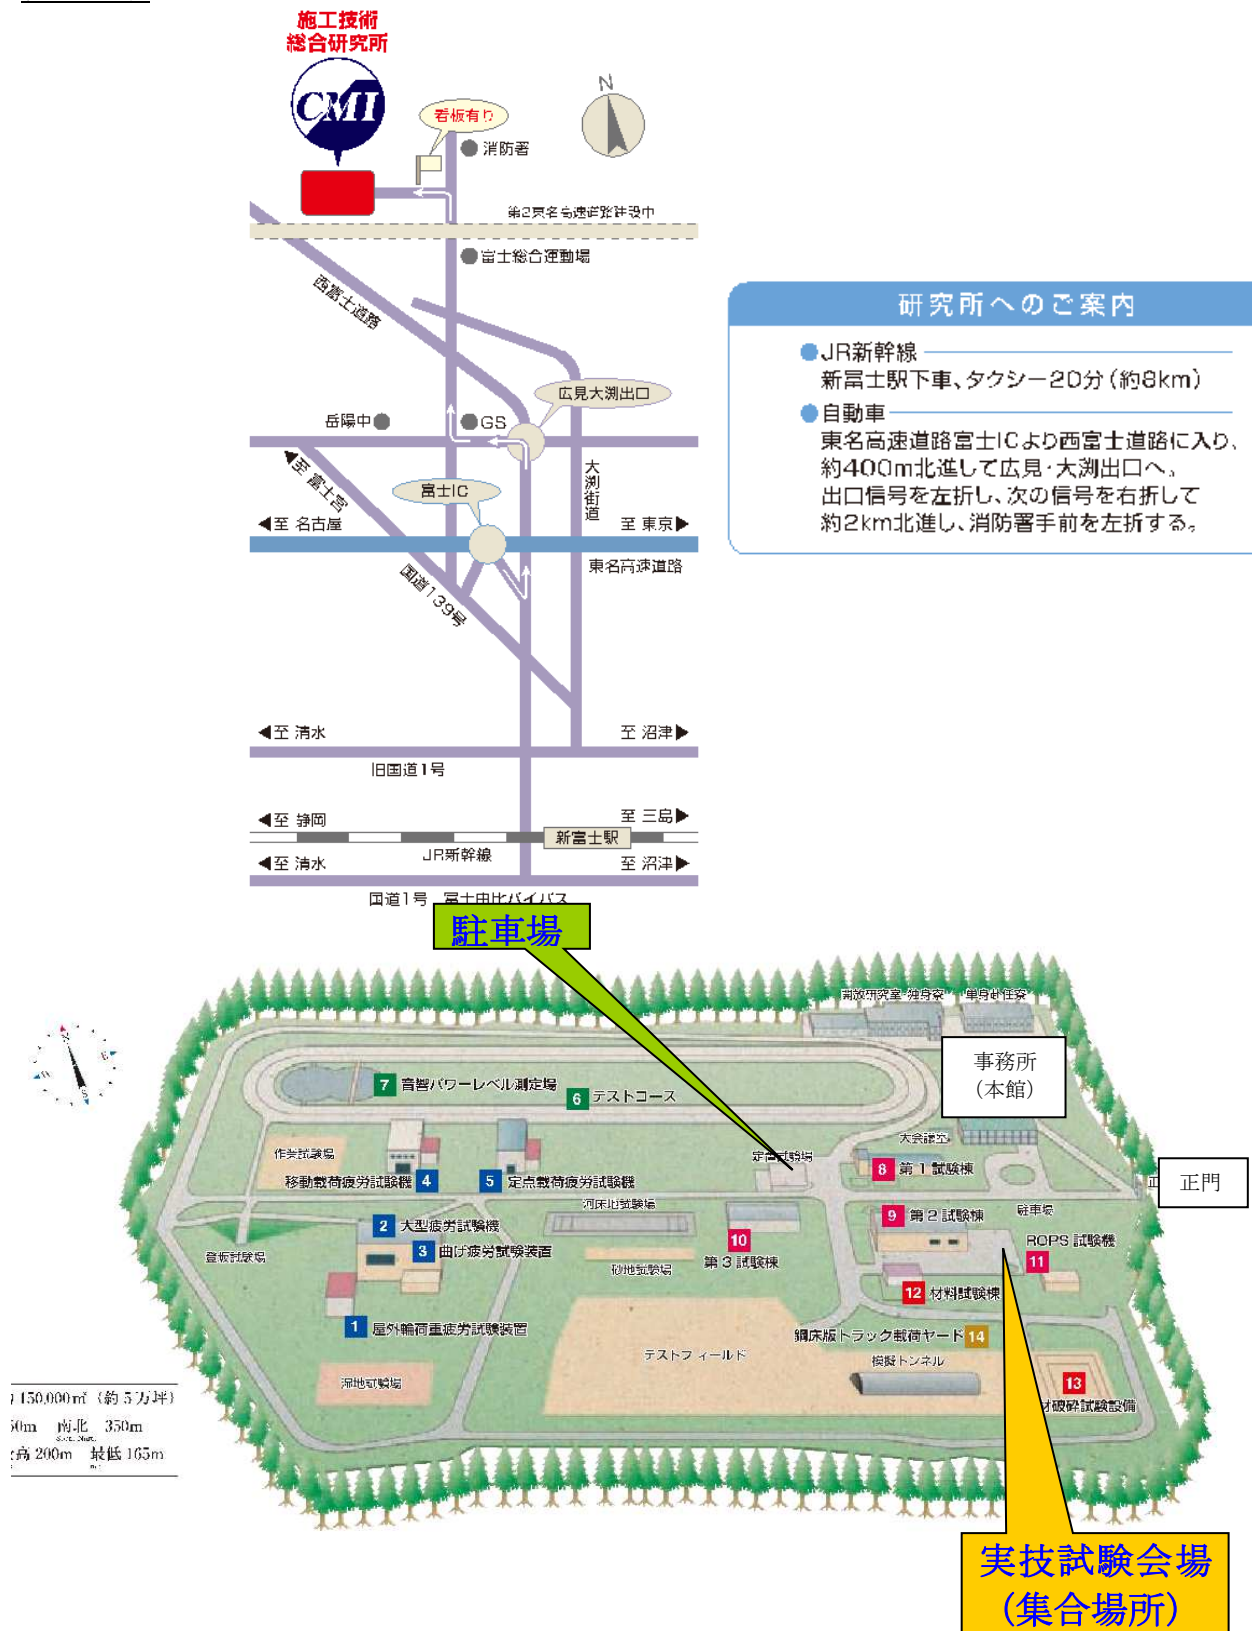 施工技術
総合研究所
CMI
看板有り
N
消防署
第2東名高速道路建設中
富士総合運動場
西富士道路
研究所へのご案内
JR新幹線
新富士駅下車、タクシー20分(約8km)
自動車
東名高速道路富士ICより西富士道路に入り、
約400m北進して広見・大渕出口へ。
出口信号を左折し、次の信号を右折して
約2km北進し、消防署手前を左折する。
広見大渕出口
岳陽中
GS
大渕街道
至 富士宮
富士IC
至 名古屋
至 東京
東名高速道路
国道139号
至 清水
至 沼津
旧国道1号
至 静岡
至 三島
新富士駅
JR新幹線
至 清水
至 沼津
国道1号 富士由比バイパス
駐車場
開放研究室・独身寮
単身赴任寮
事務所
(本館)
7 音響パワーレベル測定場
6 テストコース
大会議室
作業試験場
定置試験場
8 第1試験棟
移動載荷疲労試験機 4
5 定点載荷疲労試験機
正門
河床地試験場
9 第2試験棟
駐車場
2 大型疲労試験機
登坂試験場
3 曲げ疲労試験装置
10
第3試験棟
砂地試験場
ROPS試験機
11
12 材料試験棟
1 屋外輪荷重疲労試験装置
鋼床版トラック載荷ヤード 14
テストフィールド
模擬トンネル
湿地試験場
13
材破砕試験設備
150,000㎡(約5万坪)
50m 南北 350m
高 200m 最低 165m
実技試験会場
(集合場所)